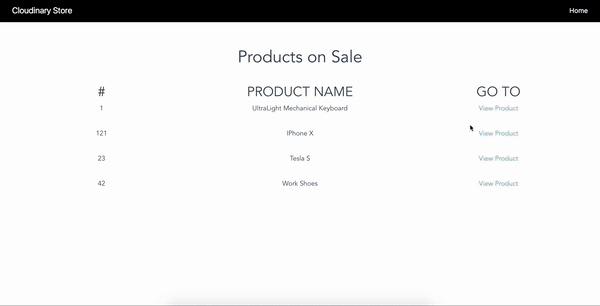 Cloudinary Store Home
Products on Sale
# PRODUCT NAME GO TO
1 UltraLight Mechanical Keyboard View Product
121 IPhone X View Product
23 Tesla S View Product
42 Work Shoes View Product